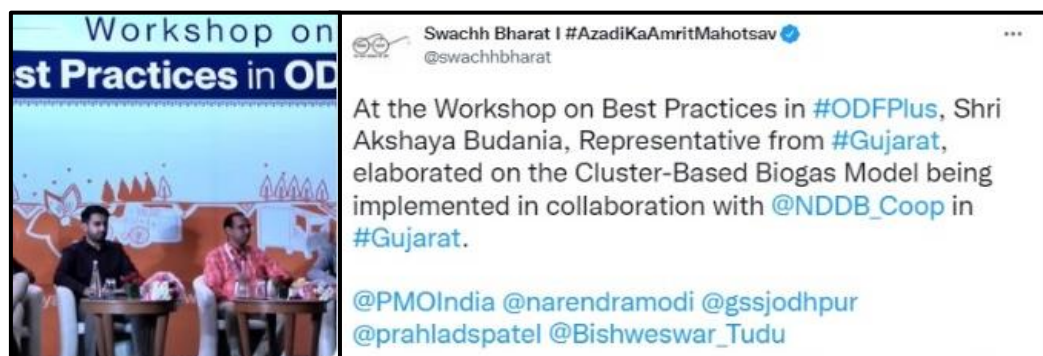 Workshop on
st Practices in OD
Swachh Bharat I #AzadiKaAmritMahotsav
@swachhbharat
At the Workshop on Best Practices in #ODFPlus, Shri
Akshaya Budania, Representative from #Gujarat,
elaborated on the Cluster-Based Biogas Model being
implemented in collaboration with @NDDB_Coop in
#Gujarat.
@PMOIndia @narendramodi @gssjodhpur
@prahladspatel @Bishweswar_Tudu